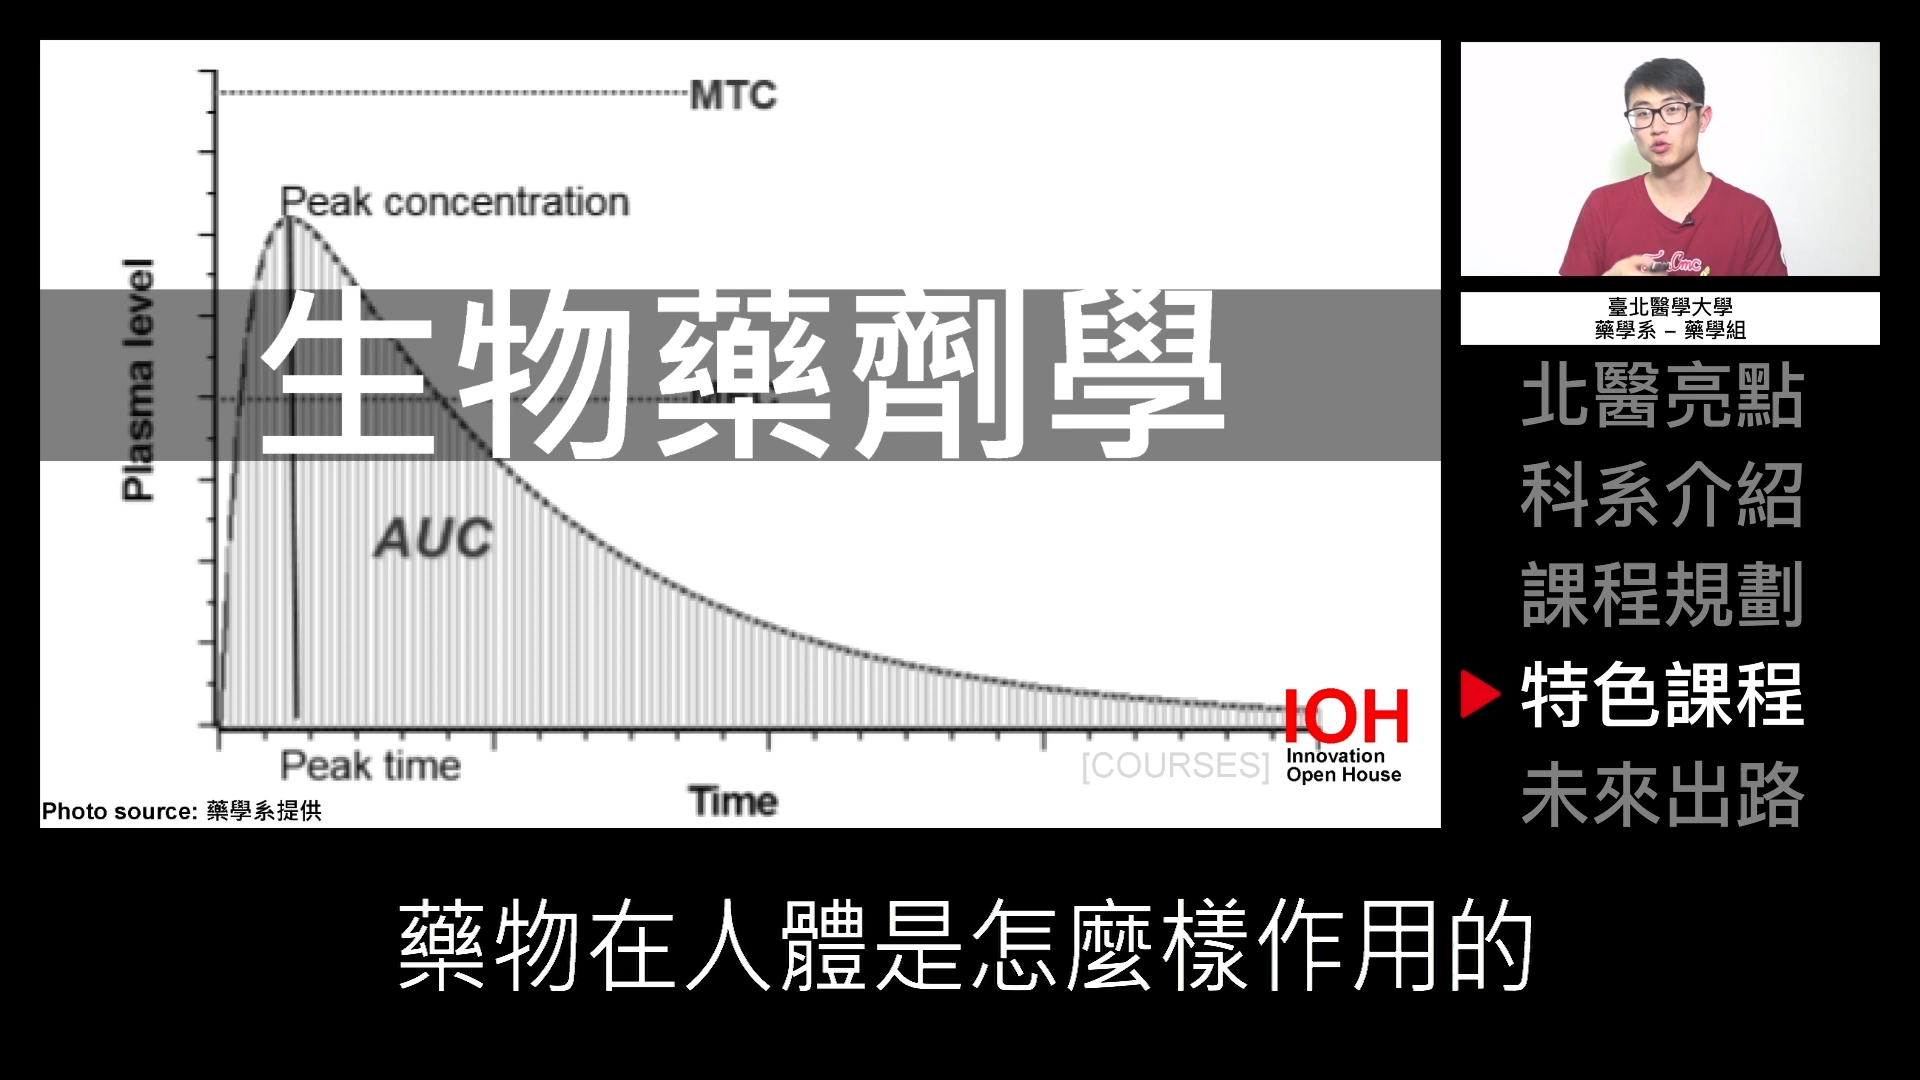 MTC
Peak concentration
Plasma level
生物藥劑學
AUC
Peak time
Time
[COURSES]
IOH
Innovation
Open House
Photo source: 藥學系提供
臺北醫學大學
藥學系 – 藥學組
北醫亮點
科系介紹
課程規劃
特色課程
未來出路
藥物在人體是怎麼樣作用的